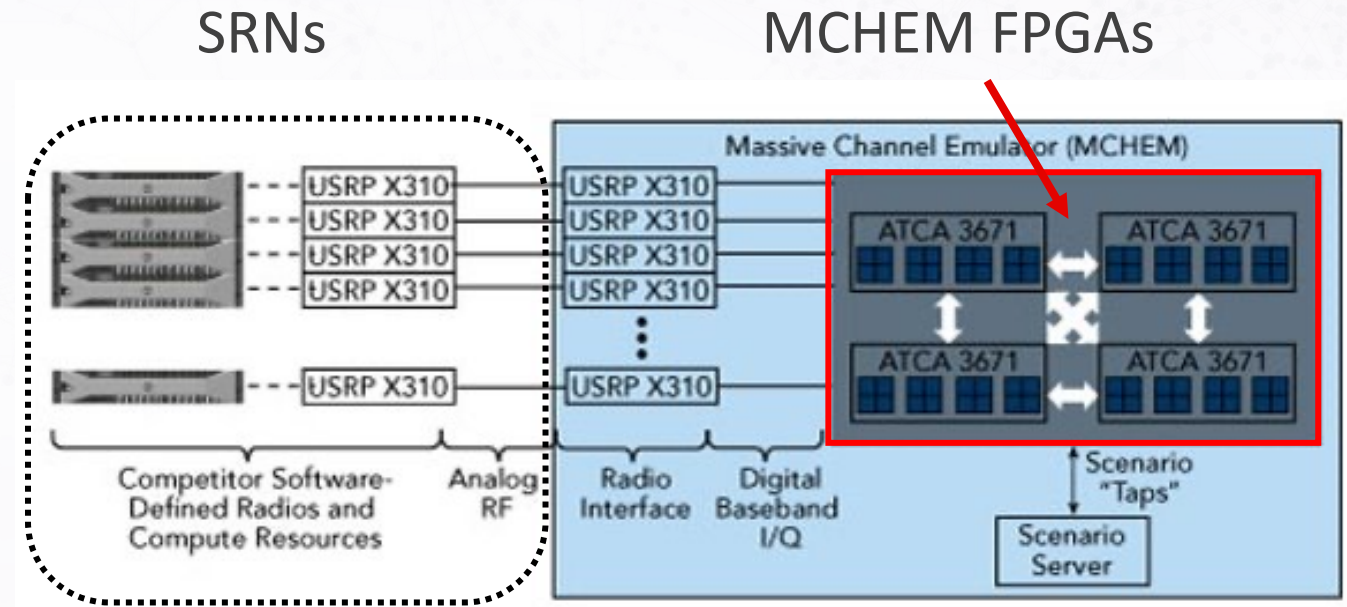 SRNs
MCHEM FPGAs
Massive Channel Emulator (MCHEM)
USRP X310
USRP X310
USRP X310
USRP X310
USRP X310
USRP X310
USRP X310
USRP X310
USRP X310
USRP X310
ATCA 3671
ATCA 3671
ATCA 3671
ATCA 3671
Competitor Software-
Defined Radios and
Compute Resources
Analog
RF
Radio
Interface
Digital
Baseband
I/Q
Scenario
"Taps"
Scenario
Server